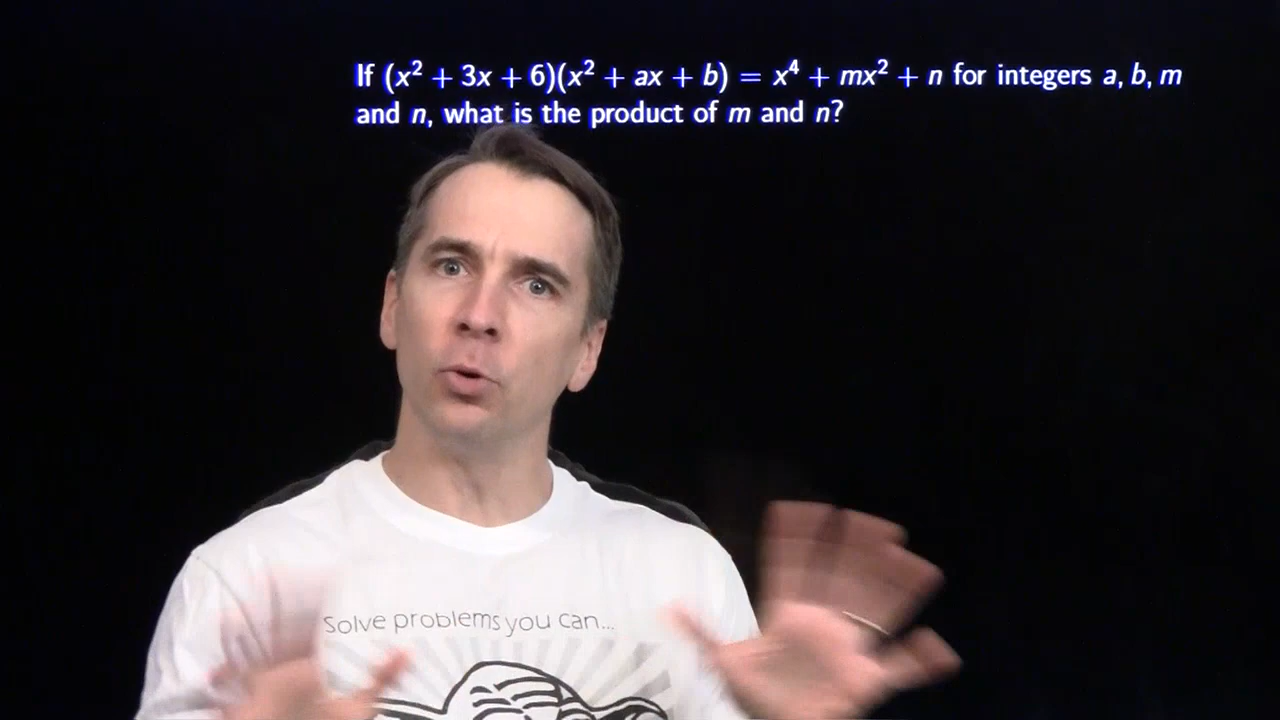 If (x² + 3x + 6)(x² + ax + b) = x⁴ + mx² + n for integers a, b, m
and n, what is the product of m and n?
Solve problems you can...